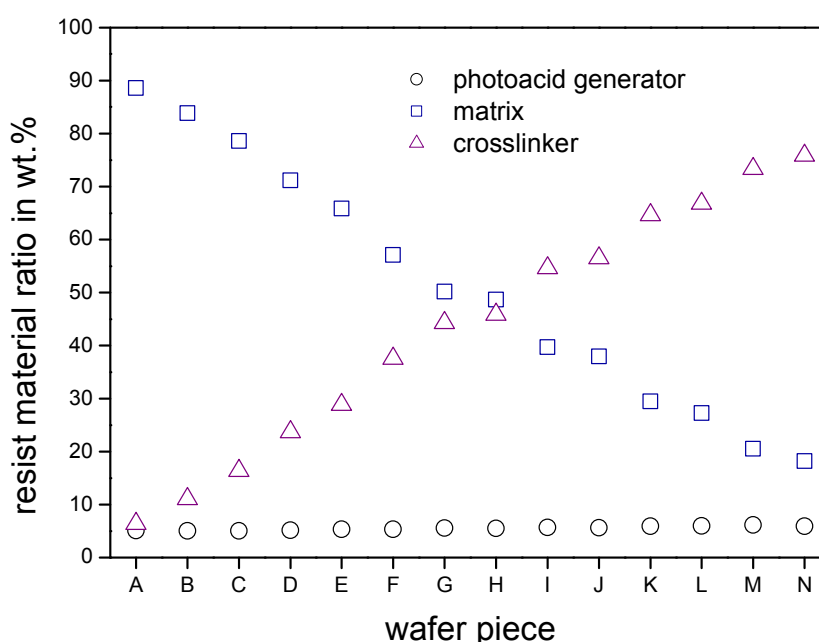 100
90
80
70
60
50
40
30
20
10
0
resist material ratio in wt.%
photoacid generator
matrix
crosslinker
A B C D E F G H I J K L M N
wafer piece